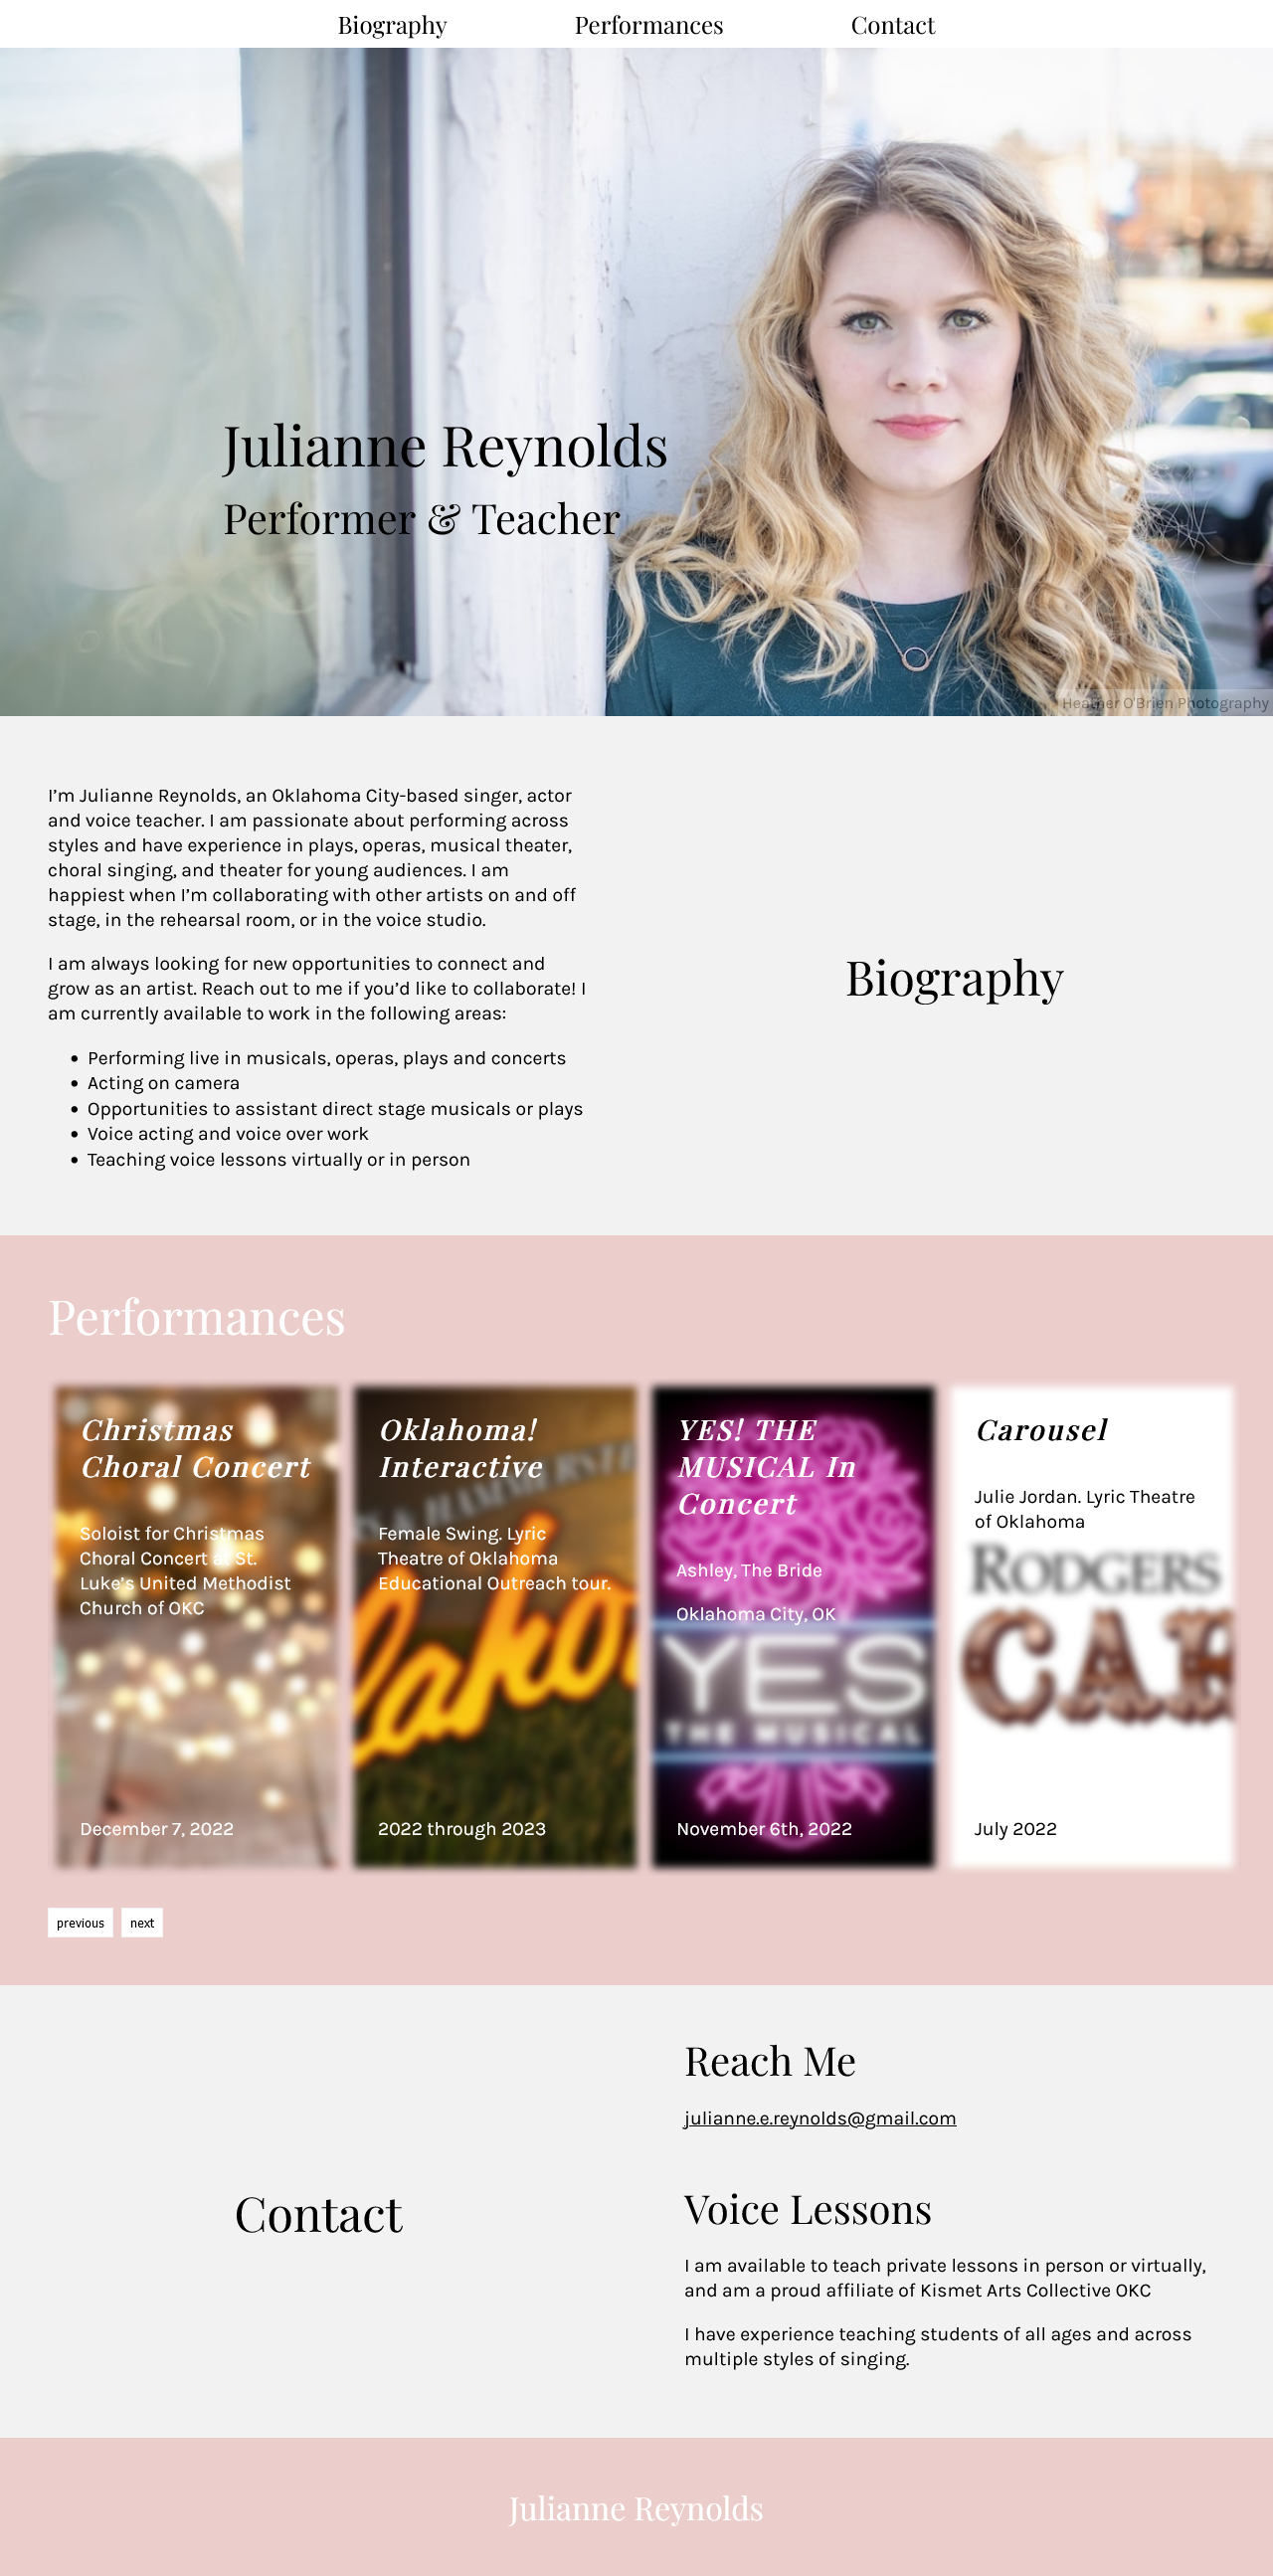 Biography Performances Contact
Julianne Reynolds
Performer & Teacher
Heather O'Brien Photography
I’m Julianne Reynolds, an Oklahoma City-based singer, actor
and voice teacher. I am passionate about performing across
styles and have experience in plays, operas, musical theater,
choral singing, and theater for young audiences. I am
happiest when I’m collaborating with other artists on and off
stage, in the rehearsal room, or in the voice studio.
I am always looking for new opportunities to connect and
grow as an artist. Reach out to me if you’d like to collaborate! I
am currently available to work in the following areas:
Performing live in musicals, operas, plays and concerts
Acting on camera
Opportunities to assistant direct stage musicals or plays
Voice acting and voice over work
Teaching voice lessons virtually or in person
Biography
Performances
Christmas
Choral Concert
Soloist for Christmas
Choral Concert at St.
Luke’s United Methodist
Church of OKC
December 7, 2022
Oklahoma!
Interactive
Female Swing. Lyric
Theatre of Oklahoma
Educational Outreach tour.
2022 through 2023
YES! THE
MUSICAL In
Concert
Ashley, The Bride
Oklahoma City, OK
YES
THE MUSICAL
November 6th, 2022
Carousel
Julie Jordan. Lyric Theatre
of Oklahoma
RODGERS
CAR
July 2022
previous next
Contact
Reach Me
julianne.e.reynolds@gmail.com
Voice Lessons
I am available to teach private lessons in person or virtually,
and am a proud affiliate of Kismet Arts Collective OKC
I have experience teaching students of all ages and across
multiple styles of singing.
Julianne Reynolds